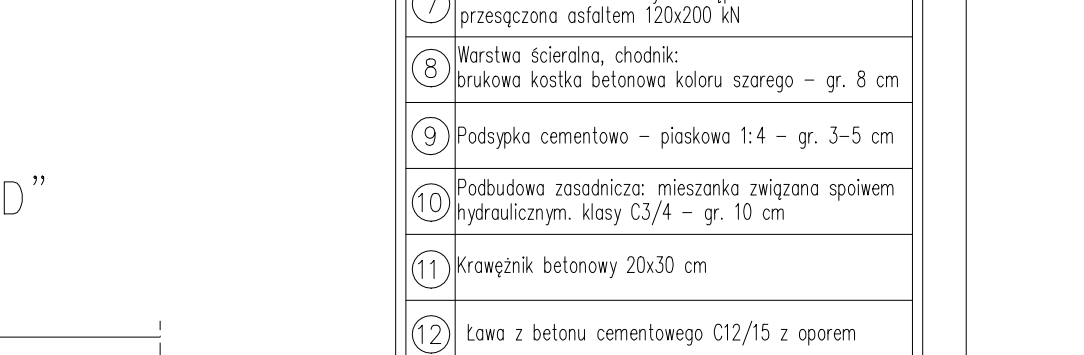 7
przesączona asfaltem 120x200 kN
8
Warstwa ścieralna, chodnik:
brukowa kostka betonowa koloru szarego – gr. 8 cm
9
Podsypka cementowo – piaskowa 1:4 – gr. 3–5 cm
D”
10
Podbudowa zasadnicza: mieszanka związana spoiwem
hydraulicznym. klasy C3/4 – gr. 10 cm
11
Krawężnik betonowy 20x30 cm
12
Ława z betonu cementowego C12/15 z oporem